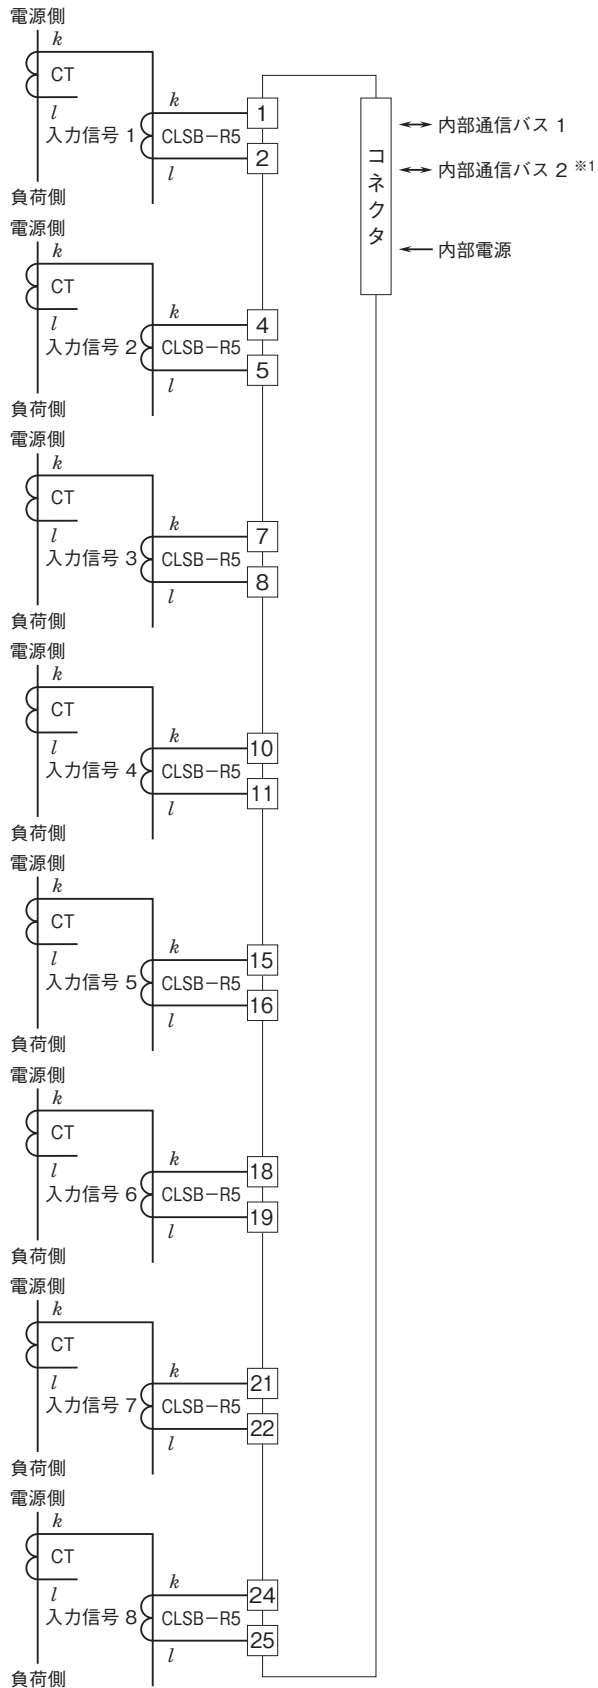 電源側
k
CT
l
入力信号 1
k
CLSB−R5
l
1
2
負荷側
電源側
k
CT
l
入力信号 2
k
CLSB−R5
l
4
5
負荷側
電源側
k
CT
l
入力信号 3
k
CLSB−R5
l
7
8
負荷側
電源側
k
CT
l
入力信号 4
k
CLSB−R5
l
10
11
負荷側
電源側
k
CT
l
入力信号 5
k
CLSB−R5
l
15
16
負荷側
電源側
k
CT
l
入力信号 6
k
CLSB−R5
l
18
19
負荷側
電源側
k
CT
l
入力信号 7
k
CLSB−R5
l
21
22
負荷側
電源側
k
CT
l
入力信号 8
k
CLSB−R5
l
24
25
負荷側
コネクタ
内部通信バス 1
内部通信バス 2 ※1
内部電源